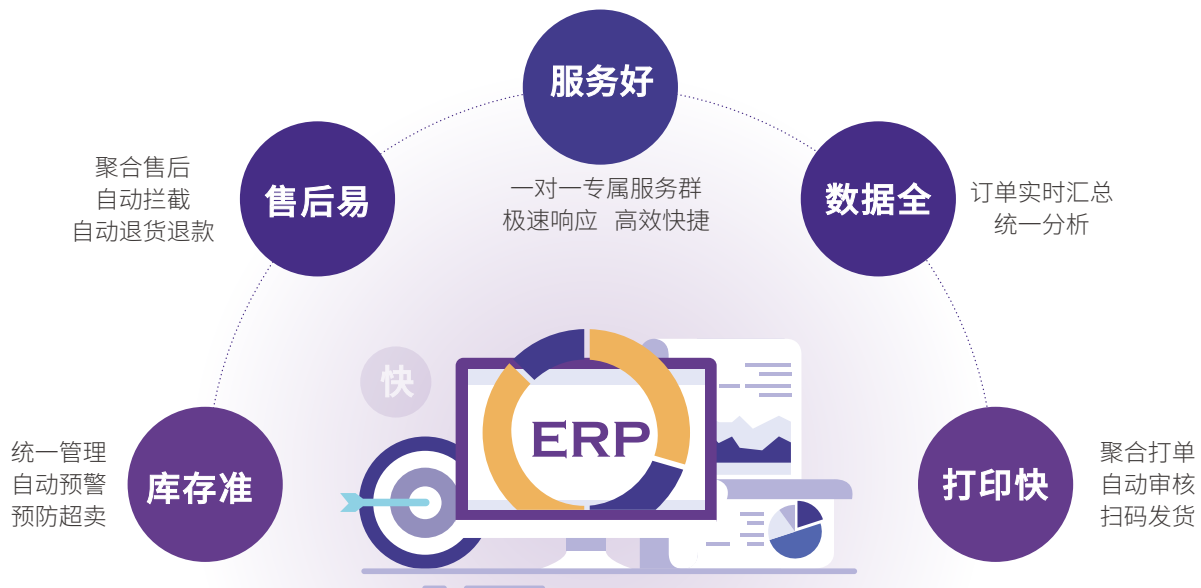 服务好
一对一专属服务群
极速响应 高效快捷
售后易
聚合售后
自动拦截
自动退货退款
数据全
订单实时汇总
统一分析
库存准
统一管理
自动预警
预防超卖
快
ERP
打印快
聚合打单
自动审核
扫码发货